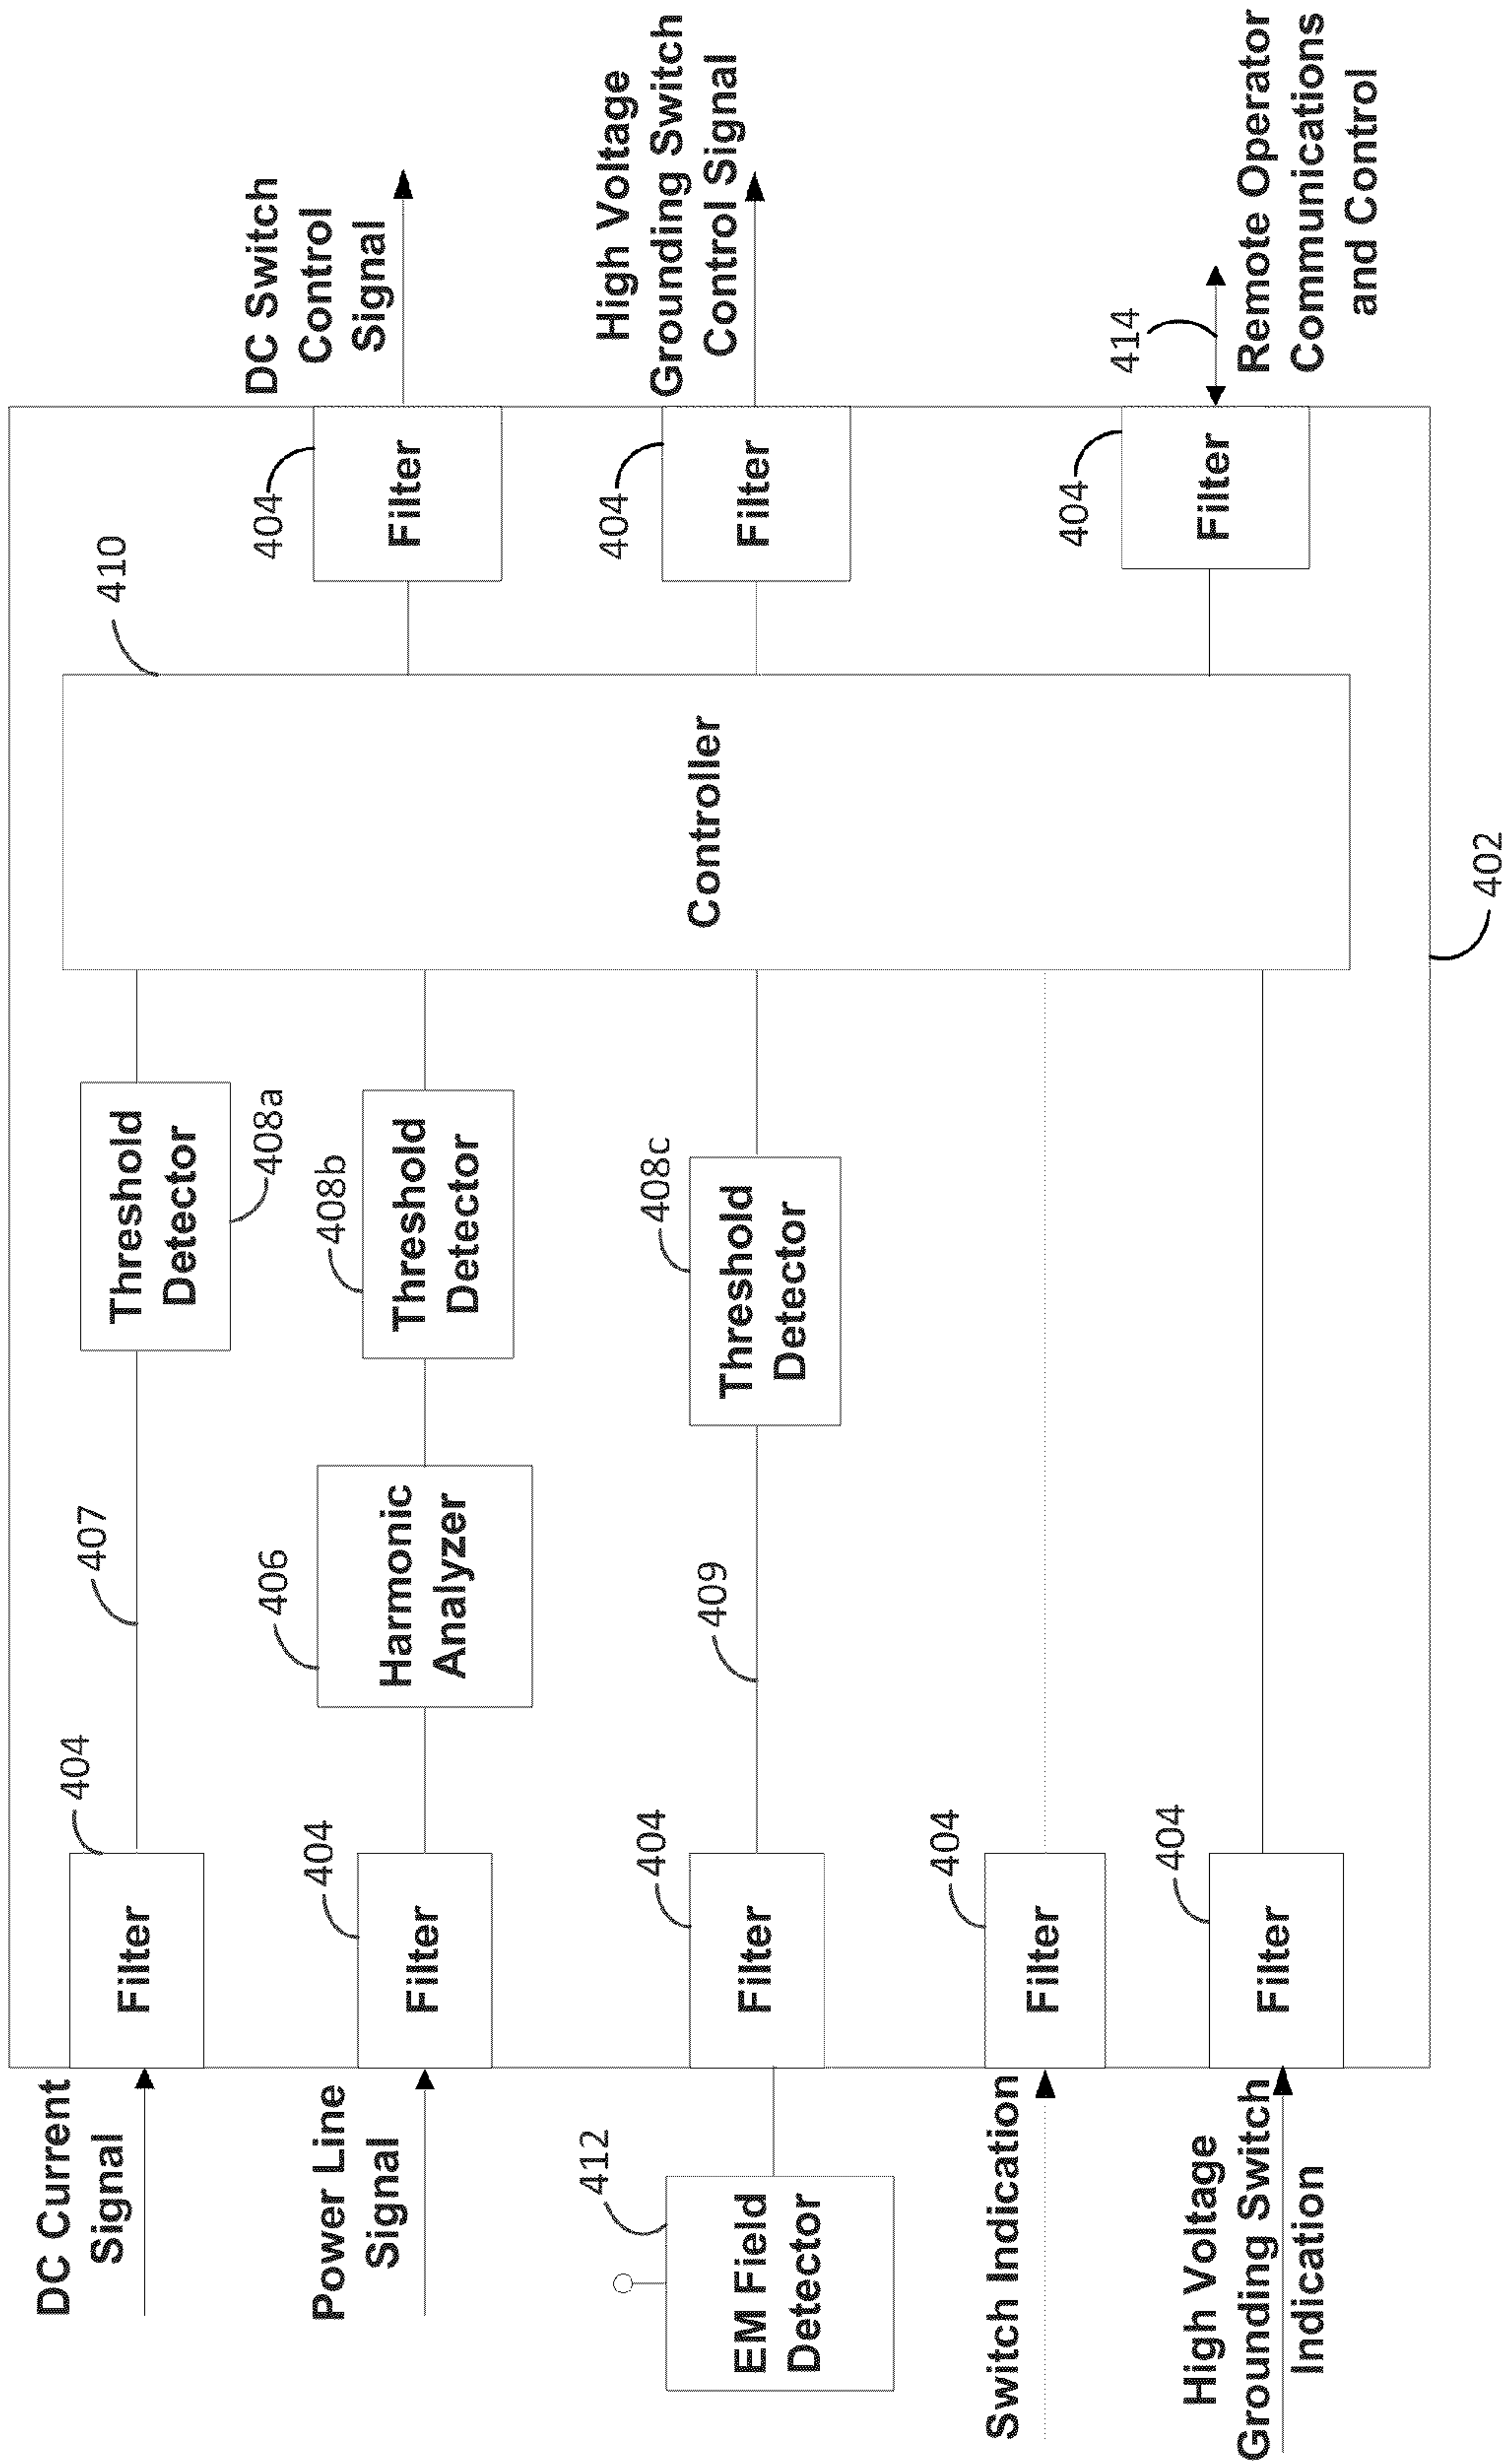 DC Current
Signal
Filter
404
407
Threshold
Detector
408a
Power Line
Signal
Filter
404
Harmonic
Analyzer
406
Threshold
Detector
408b
EM Field
Detector
412
Filter
404
409
Threshold
Detector
408c
Switch Indication
Filter
404
High Voltage
Grounding Switch
Indication
Filter
404
Controller
410
Filter
404
DC Switch
Control
Signal
Filter
404
High Voltage
Grounding Switch
Control Signal
Filter
404
414
Remote Operator
Communications
and Control
402